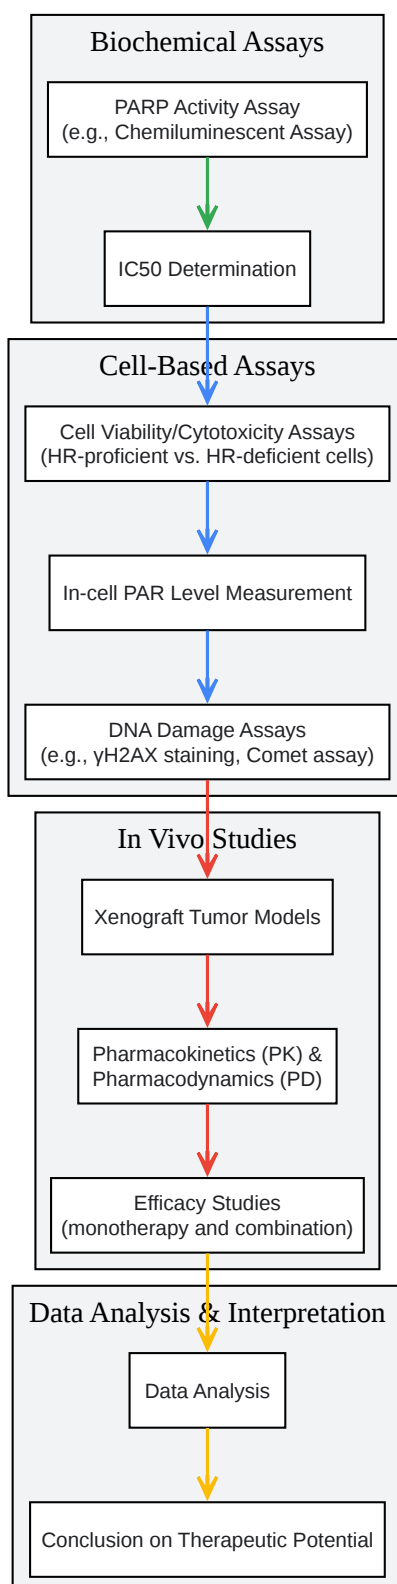 Biochemical Assays
PARP Activity Assay
(e.g., Chemiluminescent Assay)
IC50 Determination
Cell-Based Assays
Cell Viability/Cytotoxicity Assays
(HR-proficient vs. HR-deficient cells)
In-cell PAR Level Measurement
DNA Damage Assays
(e.g., γH2AX staining, Comet assay)
In Vivo Studies
Xenograft Tumor Models
Pharmacokinetics (PK) &
Pharmacodynamics (PD)
Efficacy Studies
(monotherapy and combination)
Data Analysis & Interpretation
Data Analysis
Conclusion on Therapeutic Potential